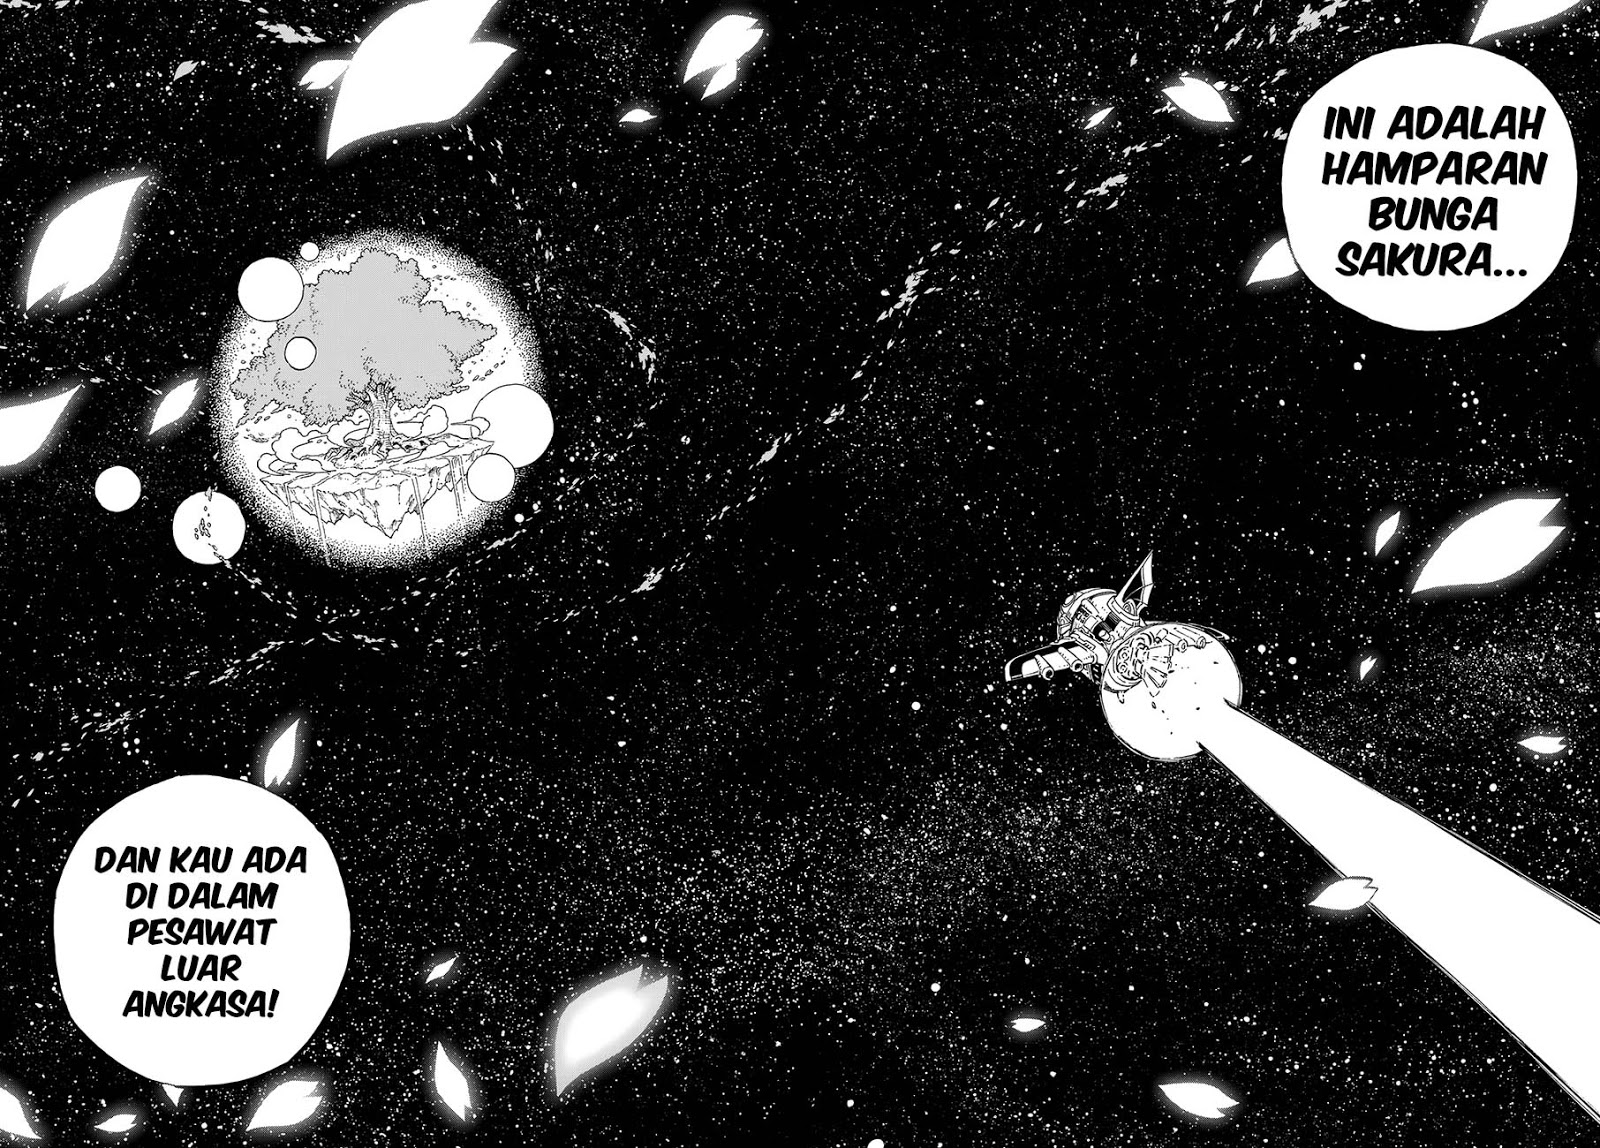 INI ADALAH
HAMPARAN
BUNGA
SAKURA...
DAN KAU ADA
DI DALAM
PESAWAT
LUAR
ANGKASA!